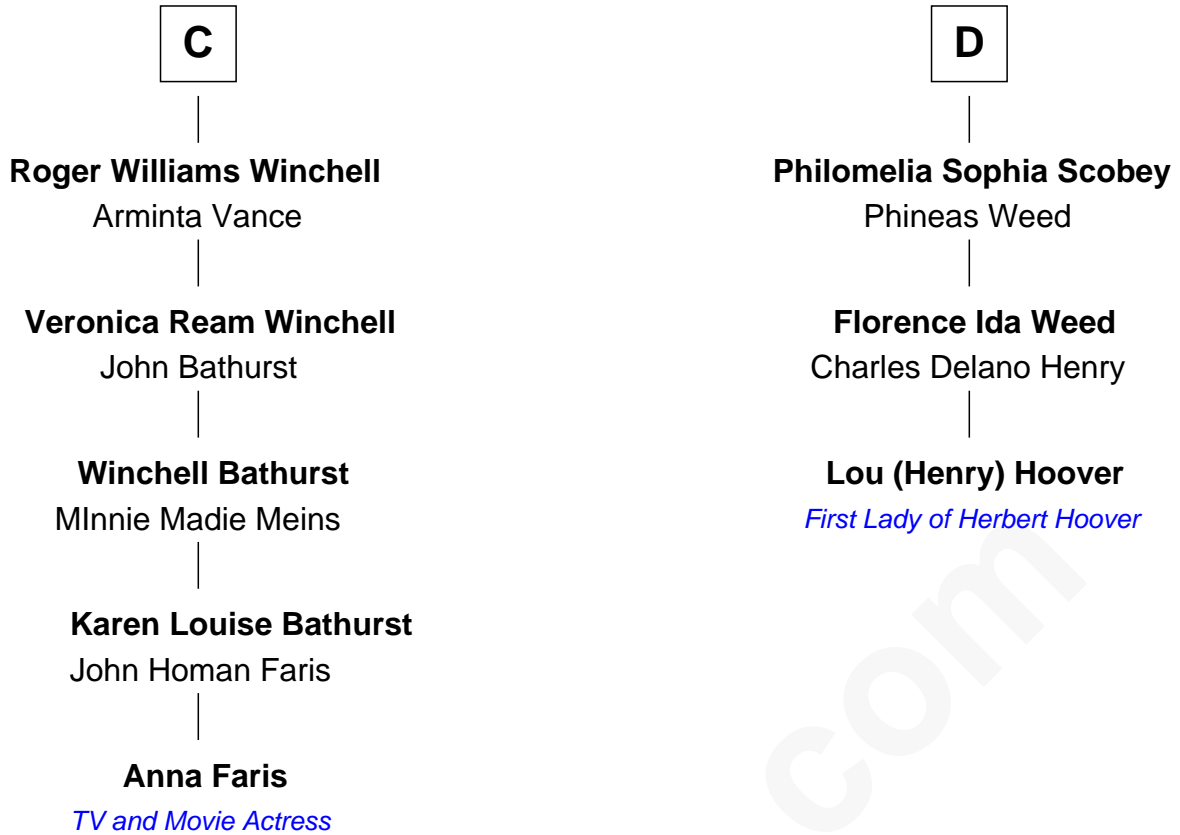 C
Roger Williams Winchell
Arminta Vance
Veronica Ream Winchell
John Bathurst
Winchell Bathurst
MInnie Madie Meins
Karen Louise Bathurst
John Homan Faris
Anna Faris
TV and Movie Actress
D
Philomelia Sophia Scobey
Phineas Weed
Florence Ida Weed
Charles Delano Henry
Lou (Henry) Hoover
First Lady of Herbert Hoover
com